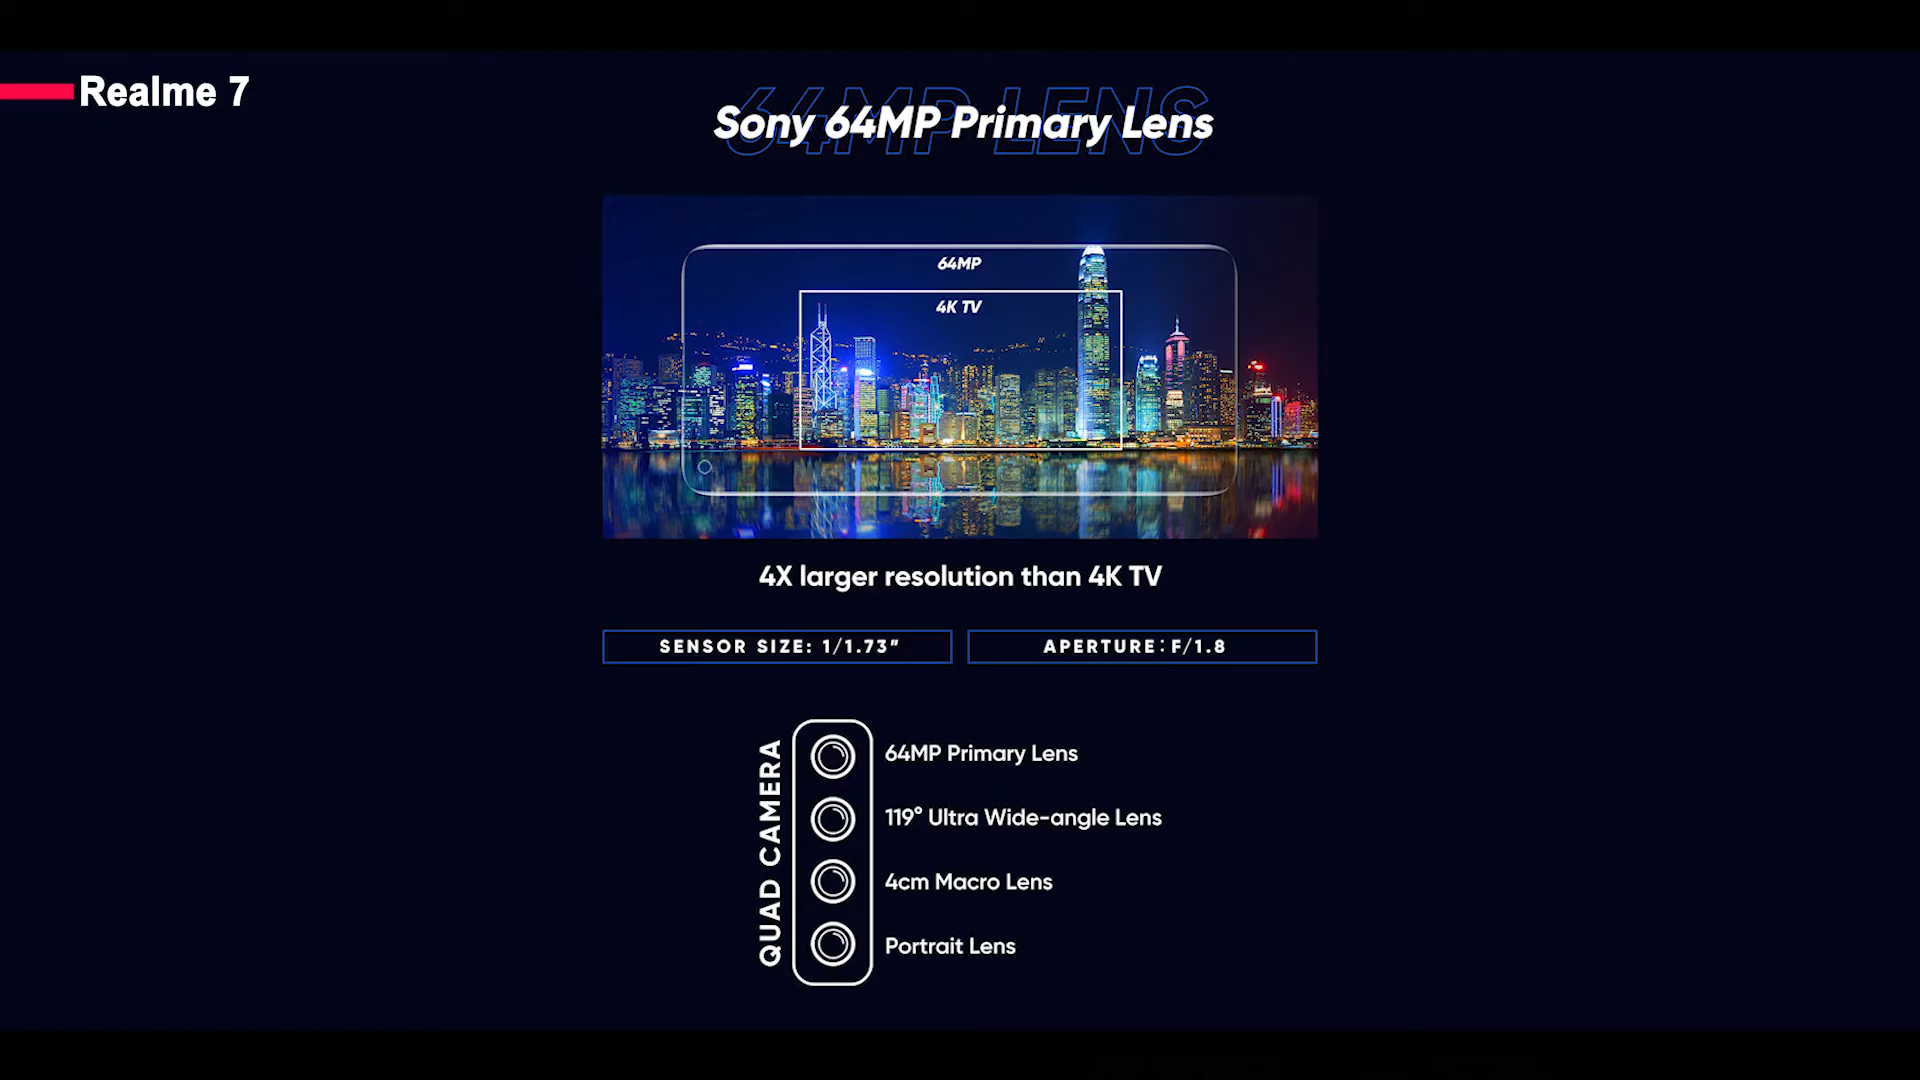 Realme 7
64MP LENS
Sony 64MP Primary Lens
64MP
4K TV
4X larger resolution than 4K TV
SENSOR SIZE: 1/1.73"
APERTURE: F/1.8
QUAD CAMERA
64MP Primary Lens
119° Ultra Wide-angle Lens
4cm Macro Lens
Portrait Lens